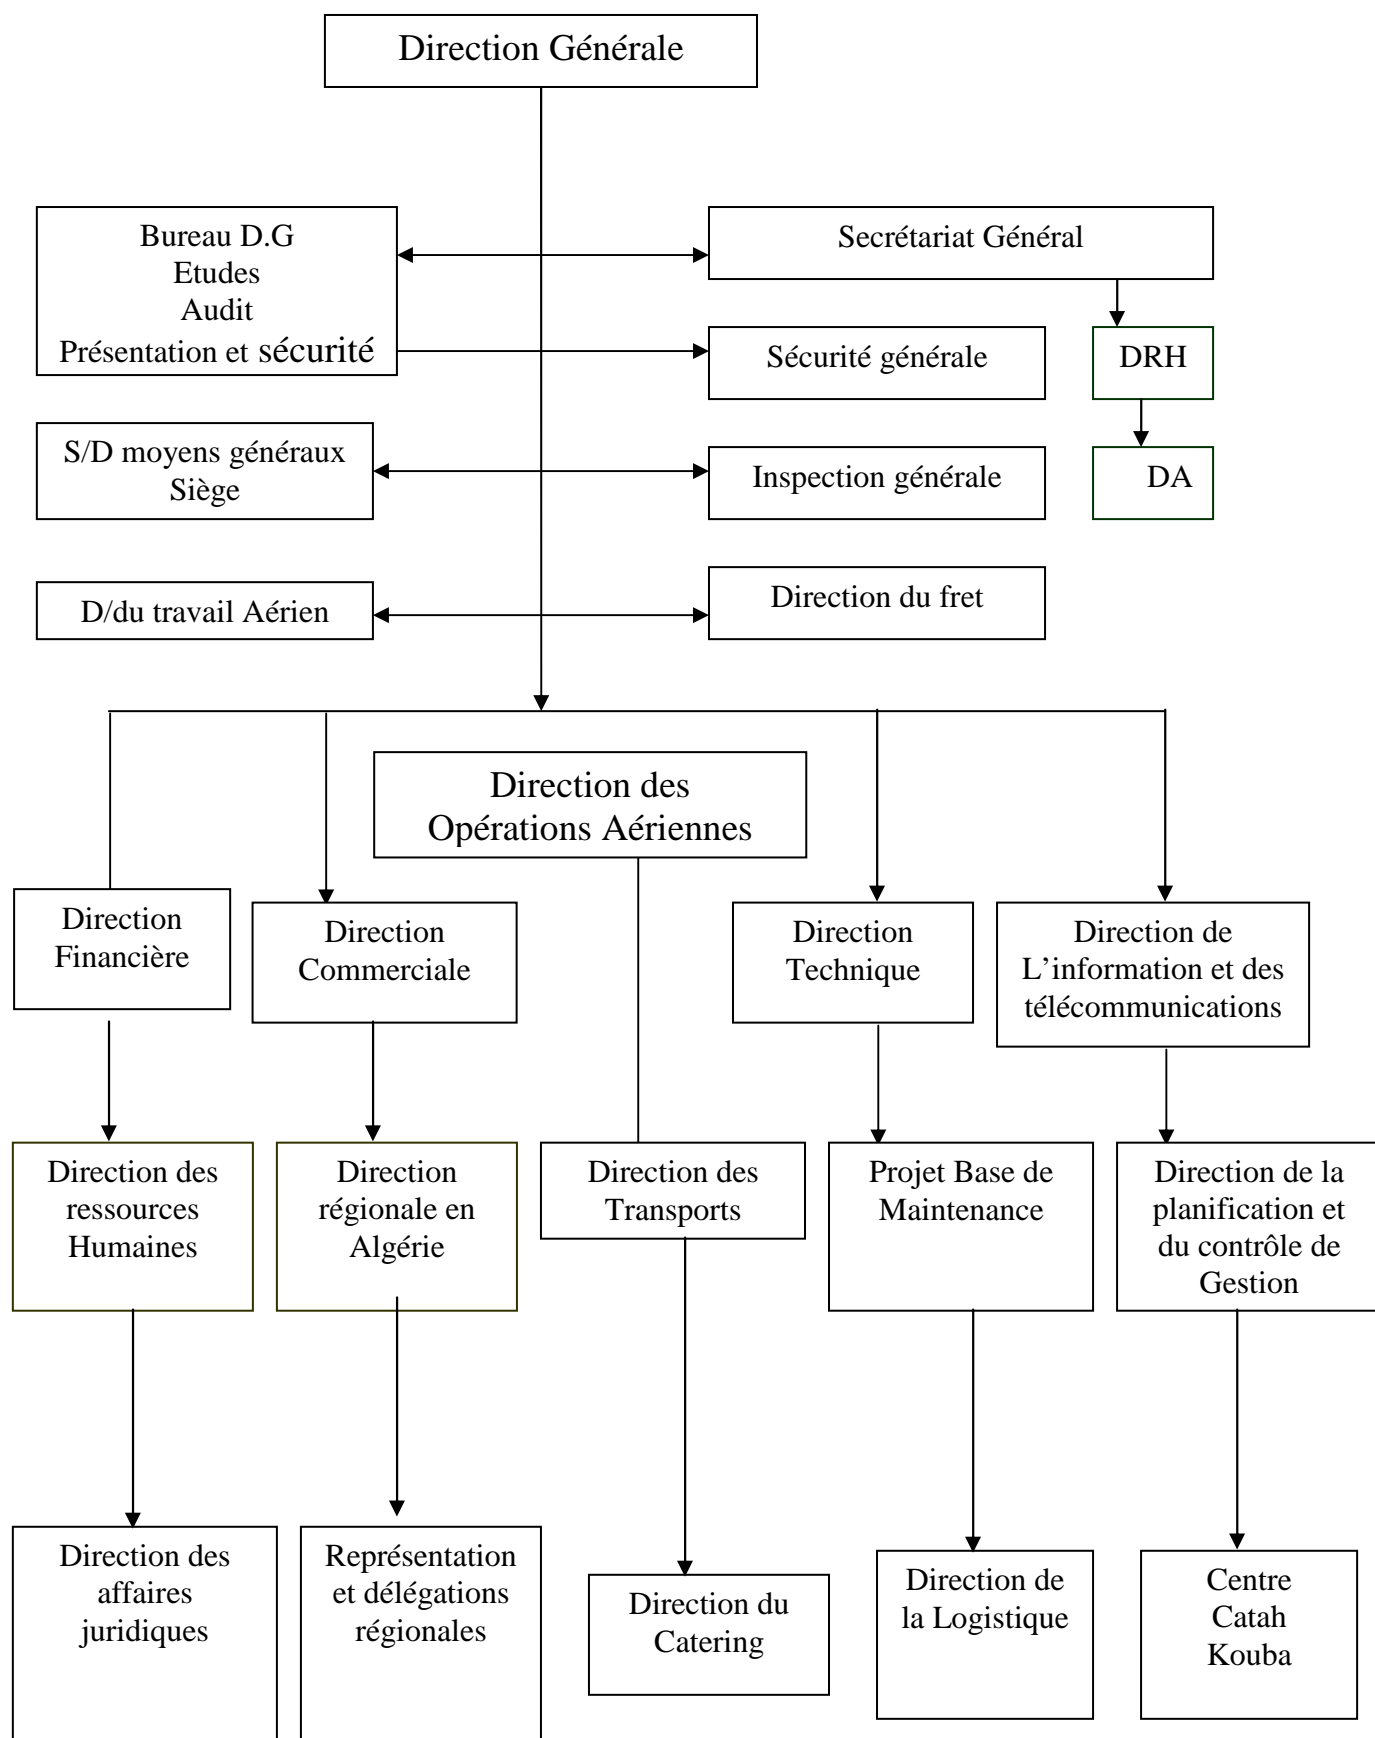 Direction Générale
Bureau D.G
Etudes
Audit
Présentation et sécurité
Secrétariat Général
Sécurité générale
DRH
S/D moyens généraux
Siège
Inspection générale
DA
D/du travail Aérien
Direction du fret
Direction des
Opérations Aériennes
Direction
Financière
Direction
Commerciale
Direction
Technique
Direction de
L’information et des
télécommunications
Direction des
ressources
Humaines
Direction
régionale en
Algérie
Direction des
Transports
Projet Base de
Maintenance
Direction de la
planification et
du contrôle de
Gestion
Direction des
affaires
juridiques
Représentation
et délégations
régionales
Direction du
Catering
Direction de
la Logistique
Centre
Catah
Kouba